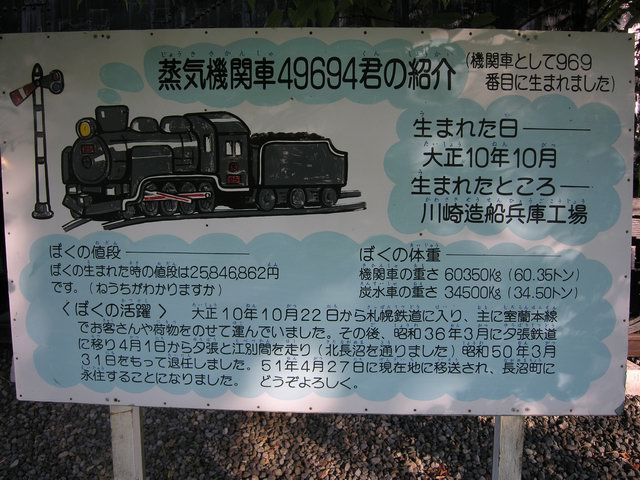 蒸気機関車49694君の紹介
(機関車として969
番目に生まれました)
生まれた日
大正10年10月
生まれたところ
川崎造船兵庫工場
ぼくの値段
ぼくの生まれた時の値段は25,846,862円
です。(ねうちがわかりますか)
ぼくの体重
機関車の重さ 60350Kg (60.35トン)
炭水車の重さ 34500Kg (34.50トン)
〈ぼくの活躍〉 大正10年10月22日から札幌鉄道に入り、主に室蘭本線
でお客さんや荷物をのせて運んでいました。その後、昭和36年3月に夕張鉄道
に移り4月1日から夕張と江別間を走り(北長沼を通りました)昭和50年3月
31日をもって退任しました。51年4月27日に現在地に移送され、長沼町に
永住することになりました。 どうぞよろしく。